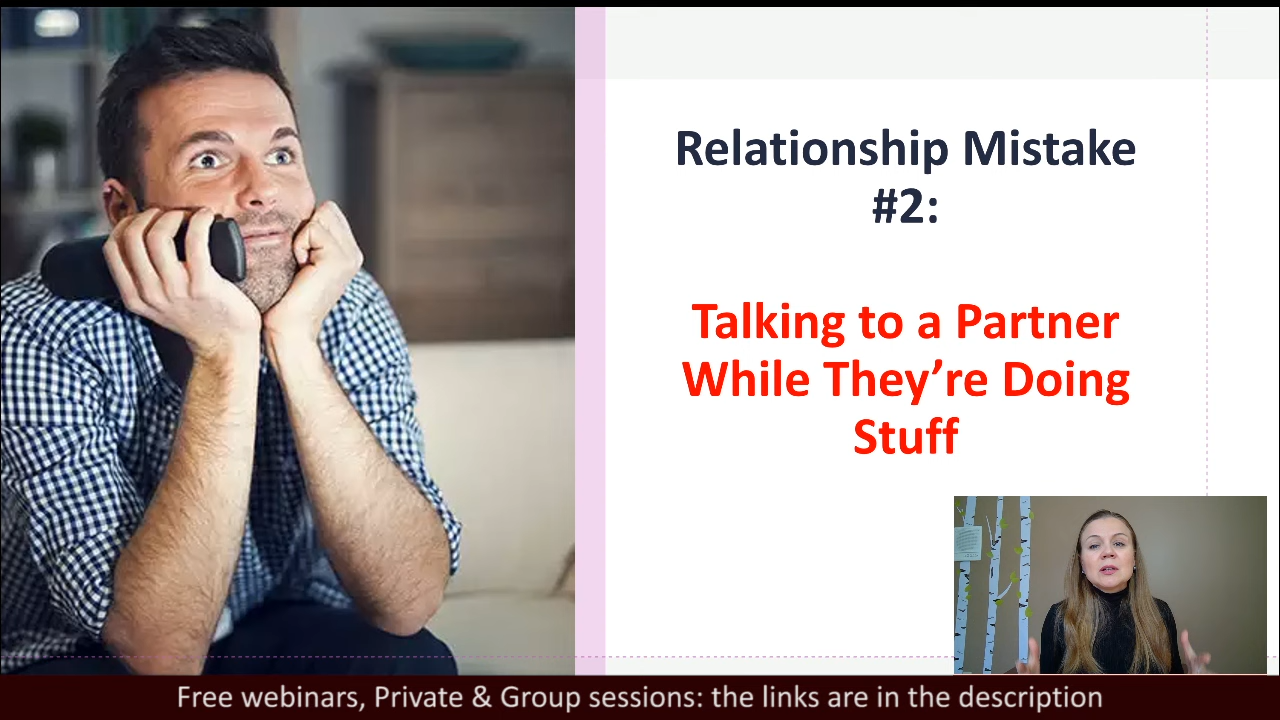 Relationship Mistake
#2:
Talking to a Partner
While They’re Doing
Stuff
Free webinars, Private & Group sessions: the links are in the description